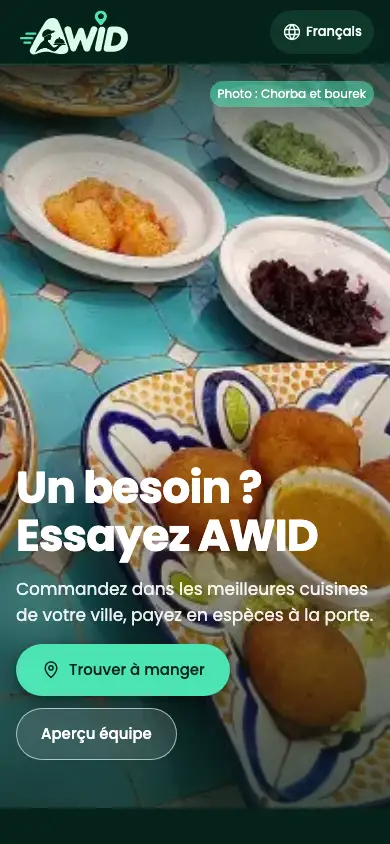 AWID
Français
Photo : Chorba et bourek
Un besoin ?
Essayez AWID
Commandez dans les meilleures cuisines
de votre ville, payez en espèces à la porte.
Trouver à manger
Aperçu équipe